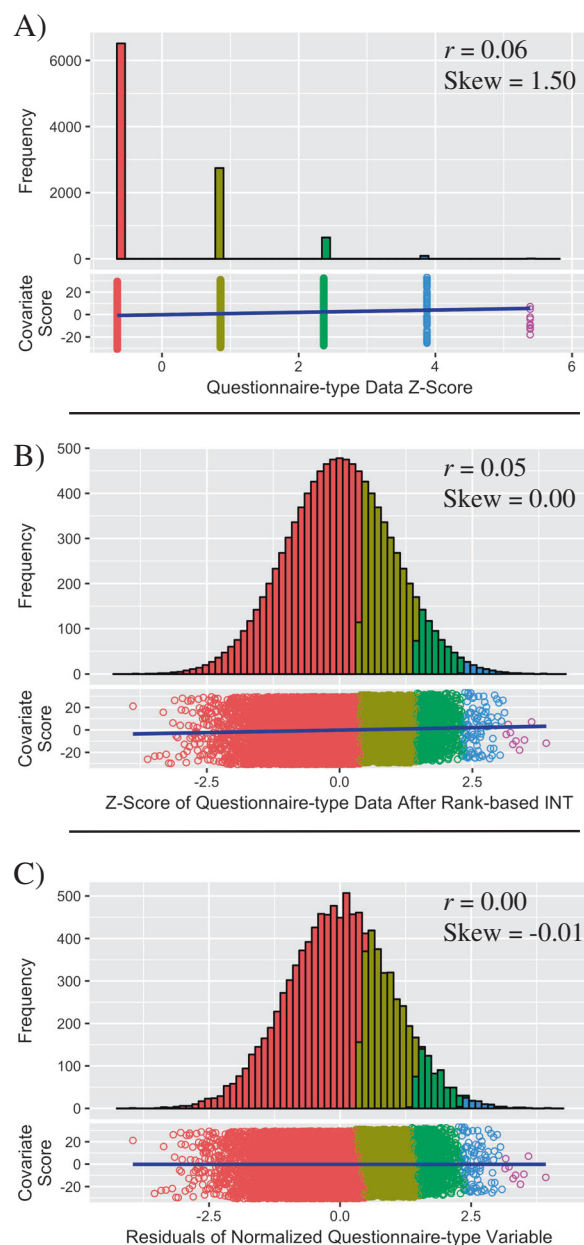 A)
r = 0.06
Skew = 1.50
Frequency
6000
4000
2000
0
Covariate
Score
20
0
-20
0 2 4 6
Questionnaire-type Data Z-Score
B)
r = 0.05
Skew = 0.00
Frequency
500
400
300
200
100
0
Covariate
Score
20
0
-20
-2.5 0.0 2.5
Z-Score of Questionnaire-type Data After Rank-based INT
C)
r = 0.00
Skew = -0.01
Frequency
500
400
300
200
100
0
Covariate
Score
20
0
-20
-2.5 0.0 2.5
Residuals of Normalized Questionnaire-type Variable